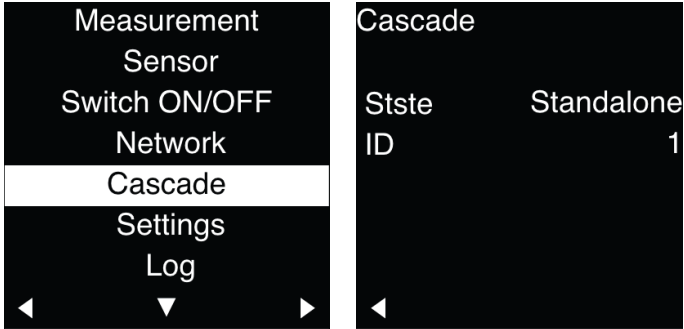 Measurement
Sensor
Switch ON/OFF
Network
Cascade
Settings
Log
Cascade
Stste Standalone
ID 1